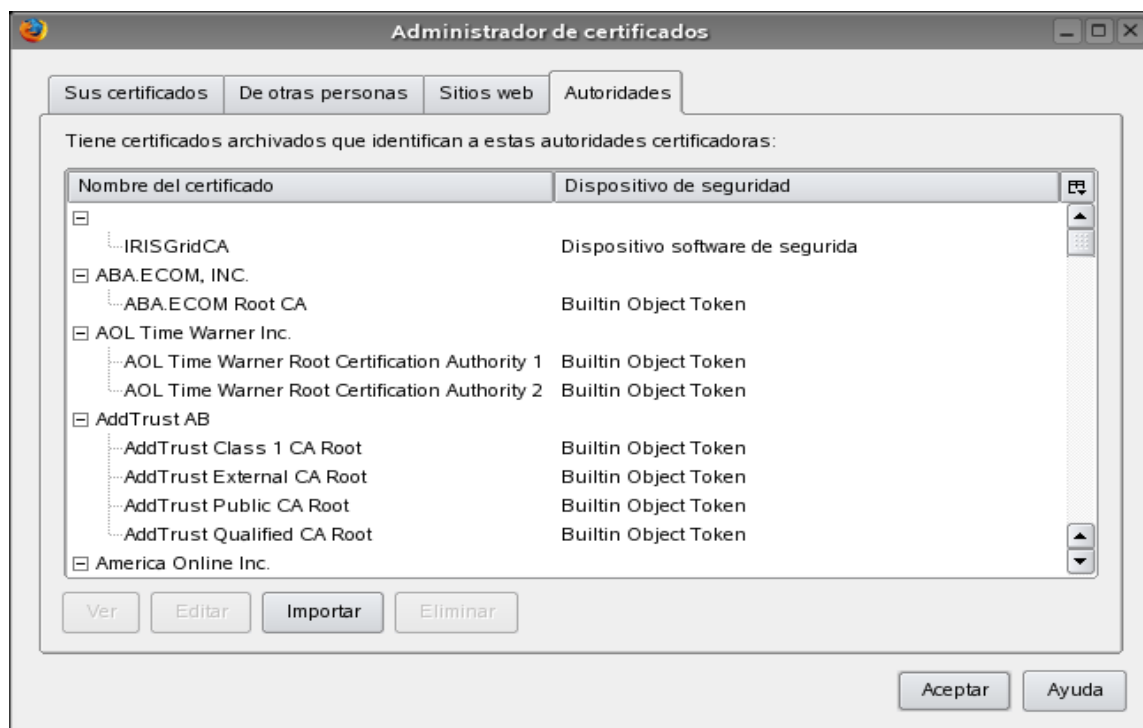 Administrador de certificados
Sus certificados De otras personas Sitios web Autoridades
Tiene certificados archivados que identifican a estas autoridades certificadoras:
Nombre del certificado Dispositivo de seguridad
IRISGridCA Dispositivo software de segurida
ABA.ECOM, INC.
ABA.ECOM Root CA Builtin Object Token
AOL Time Warner Inc.
AOL Time Warner Root Certification Authority 1 Builtin Object Token
AOL Time Warner Root Certification Authority 2 Builtin Object Token
AddTrust AB
AddTrust Class 1 CA Root Builtin Object Token
AddTrust External CA Root Builtin Object Token
AddTrust Public CA Root Builtin Object Token
AddTrust Qualified CA Root Builtin Object Token
America Online Inc.
Ver Editar Importar Eliminar
Aceptar Ayuda